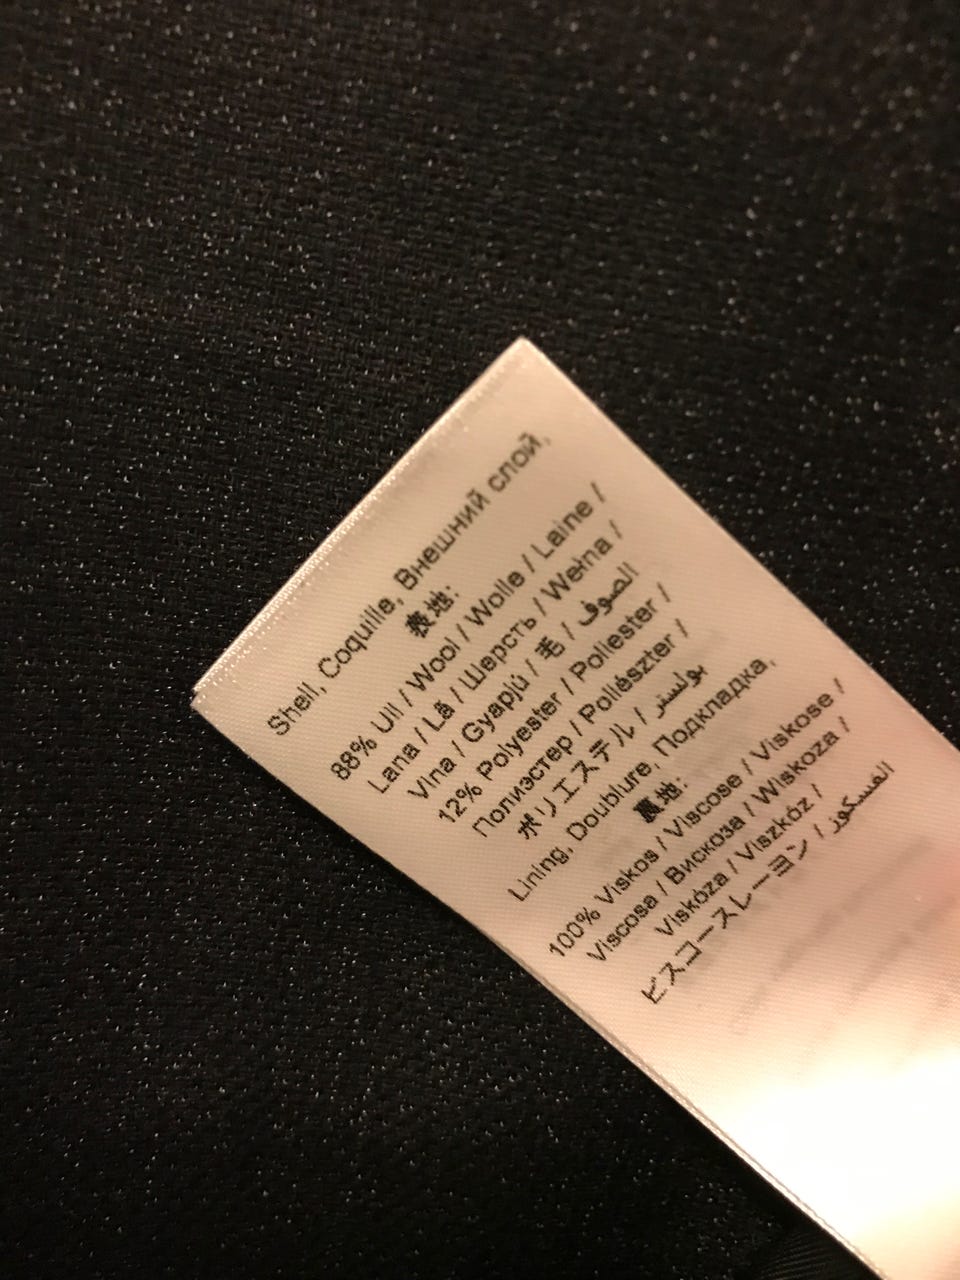 Shell, Coquille, Внешний слой,
表地:
88% Ull / Wool / Wolle / Laine /
Lana / Lã / Шерсть / Wełna /
Vlna / Gyapjú / 毛 / الصوف
12% Polyester / Poliester /
Полиэстер / Poliészter /
ポリエステル / بوليستر
Lining, Doublure, Подкладка,
裏地:
100% Viskos / Viscose / Viskose /
Viscosa / Вискоза / Wiskoza /
Viskóza / Viszkóz /
ビスコースレーヨン / الفسكوز